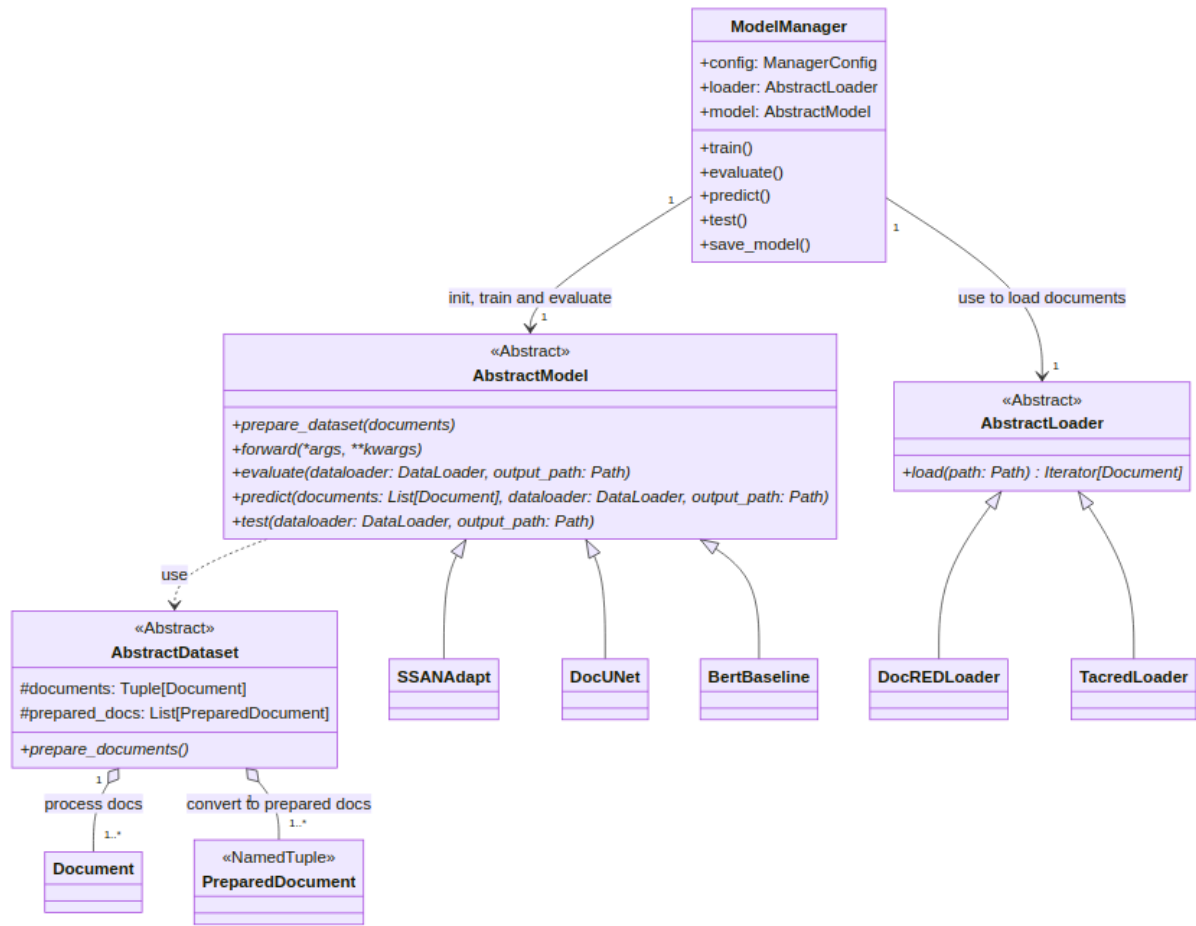 ModelManager
+config: ManagerConfig
+loader: AbstractLoader
+model: AbstractModel
+train()
+evaluate()
+predict()
+test()
+save_model()
1
1
init, train and evaluate
use to load documents
1
1
«Abstract»
AbstractModel
+prepare_dataset(documents)
+forward(*args, **kwargs)
+evaluate(dataloader: DataLoader, output_path: Path)
+predict(documents: List[Document], dataloader: DataLoader, output_path: Path)
+test(dataloader: DataLoader, output_path: Path)
«Abstract»
AbstractLoader
+load(path: Path) : Iterator[Document]
use
«Abstract»
AbstractDataset
#documents: Tuple[Document]
#prepared_docs: List[PreparedDocument]
+prepare_documents()
SSANAdapt
DocUNet
BertBaseline
DocREDLoader
TacredLoader
1
process docs
1..*
1
convert to prepared docs
1..*
Document
«NamedTuple»
PreparedDocument